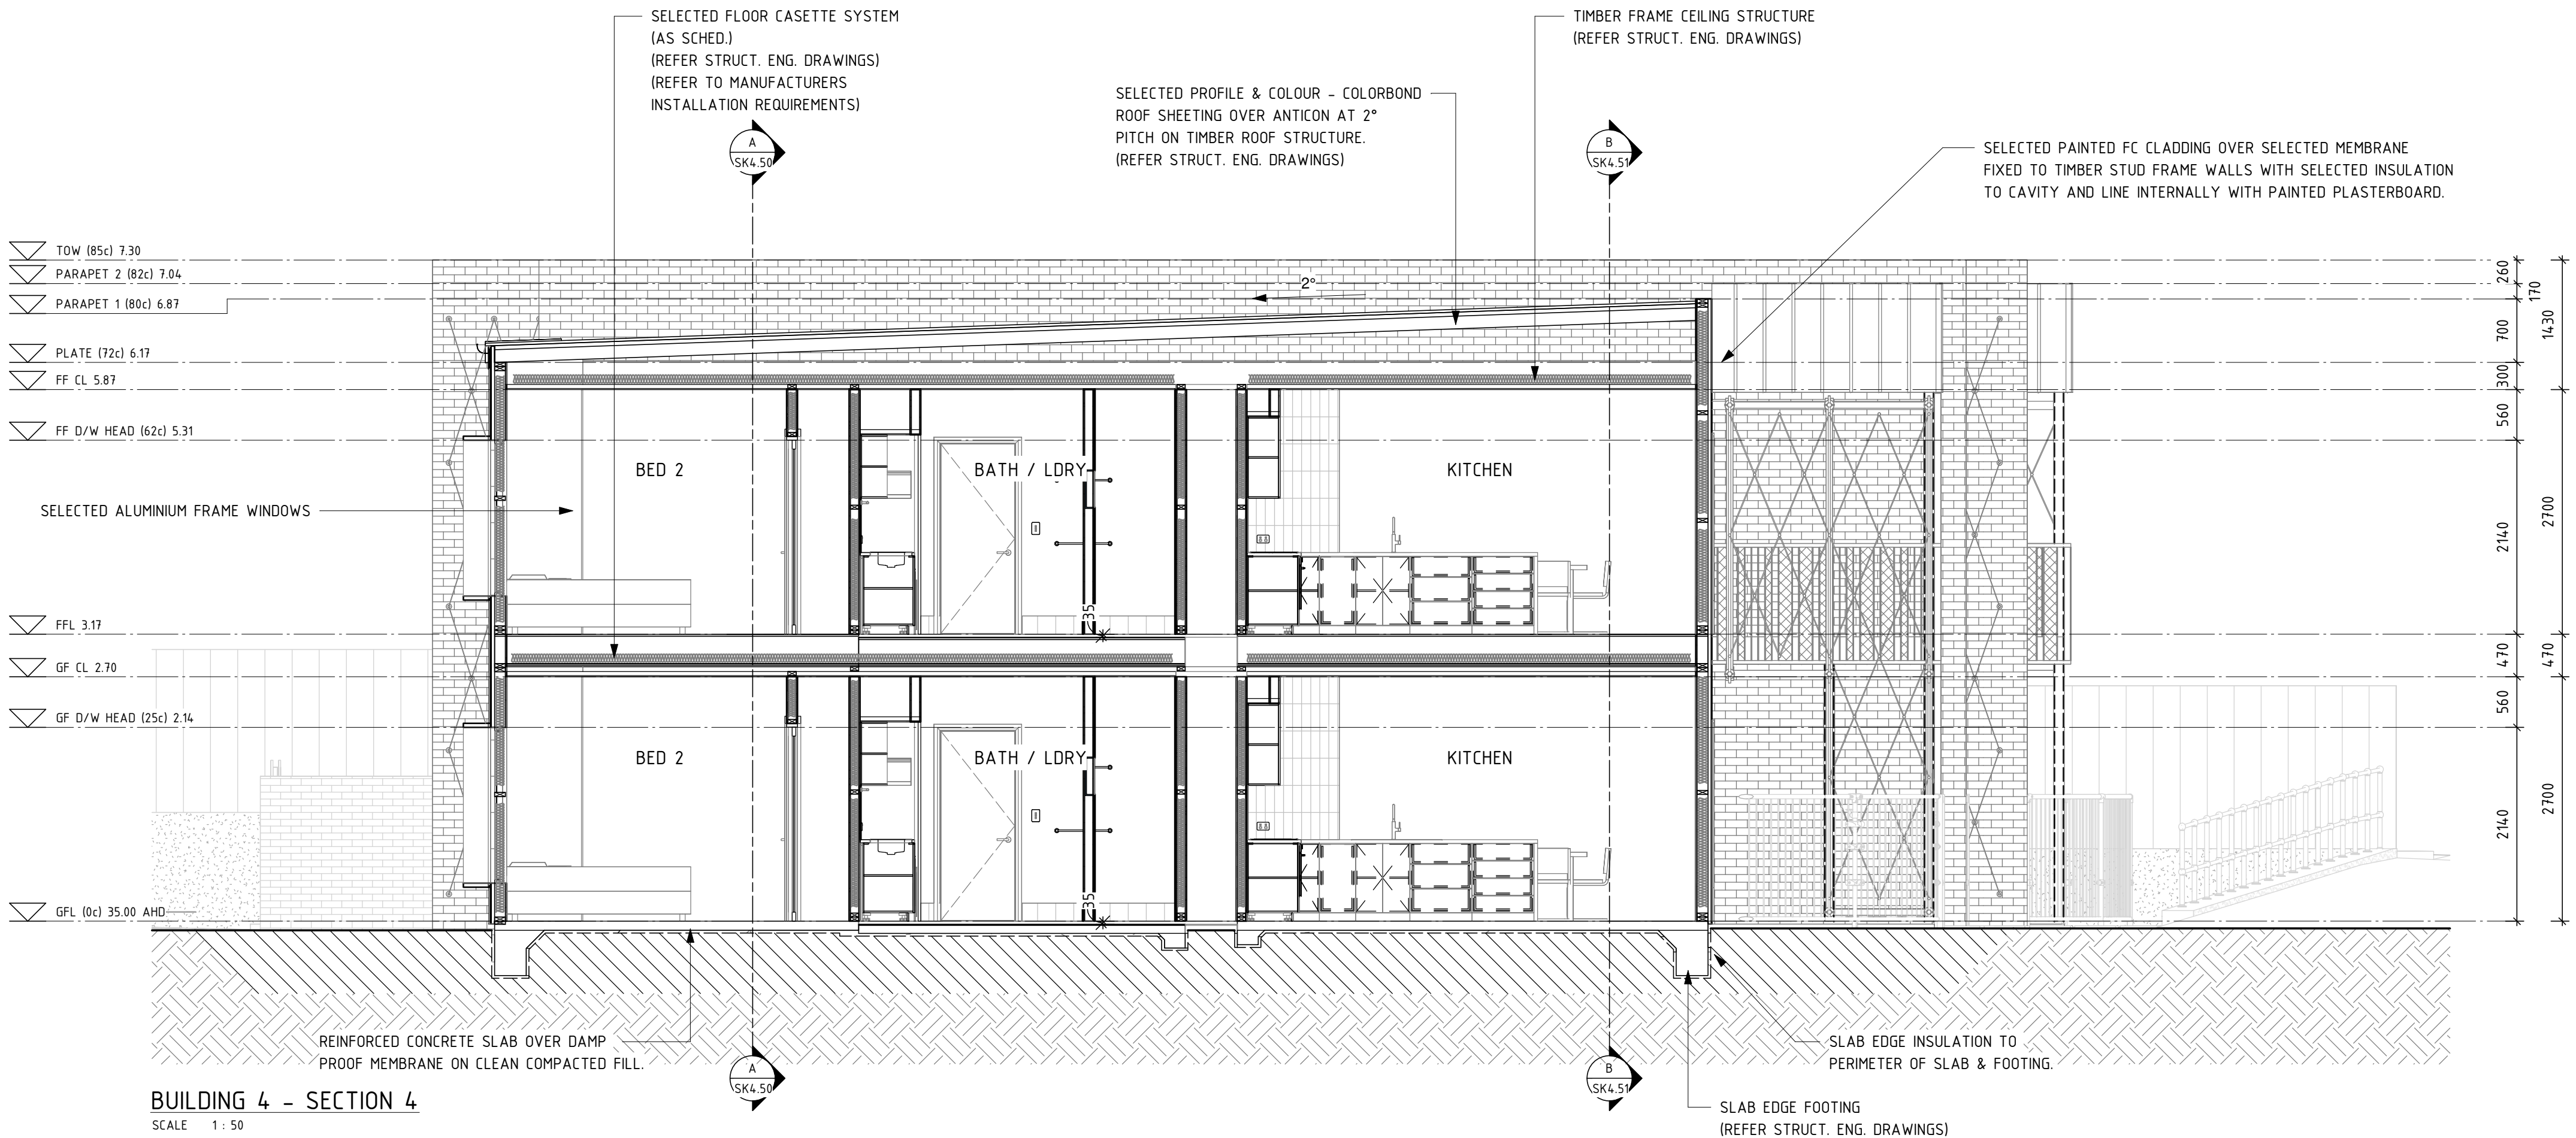 SELECTED FLOOR CASETTE SYSTEM
(AS SCHED.)
(REFER STRUCT. ENG. DRAWINGS)
(REFER TO MANUFACTURERS
INSTALLATION REQUIREMENTS)
TIMBER FRAME CEILING STRUCTURE
(REFER STRUCT. ENG. DRAWINGS)
SELECTED PROFILE & COLOUR - COLORBOND
ROOF SHEETING OVER ANTICON AT 2°
PITCH ON TIMBER ROOF STRUCTURE.
(REFER STRUCT. ENG. DRAWINGS)
A
SK4.50
B
SK4.51
SELECTED PAINTED FC CLADDING OVER SELECTED MEMBRANE
FIXED TO TIMBER STUD FRAME WALLS WITH SELECTED INSULATION
TO CAVITY AND LINE INTERNALLY WITH PAINTED PLASTERBOARD.
TOW (85c) 7.30
PARAPET 2 (82c) 7.04
PARAPET 1 (80c) 6.87
PLATE (72c) 6.17
FF CL 5.87
FF D/W HEAD (62c) 5.31
SELECTED ALUMINIUM FRAME WINDOWS
FFL 3.17
GF CL 2.70
GF D/W HEAD (25c) 2.14
GFL (0c) 35.00 AHD
2°
BED 2
BATH / LDRY
KITCHEN
35
BED 2
BATH / LDRY
KITCHEN
35
260
170
700
1430
300
560
2140
2700
470
470
560
2140
2700
REINFORCED CONCRETE SLAB OVER DAMP
PROOF MEMBRANE ON CLEAN COMPACTED FILL.
A
SK4.50
B
SK4.51
SLAB EDGE INSULATION TO
PERIMETER OF SLAB & FOOTING.
SLAB EDGE FOOTING
(REFER STRUCT. ENG. DRAWINGS)
BUILDING 4 - SECTION 4
SCALE 1 : 50